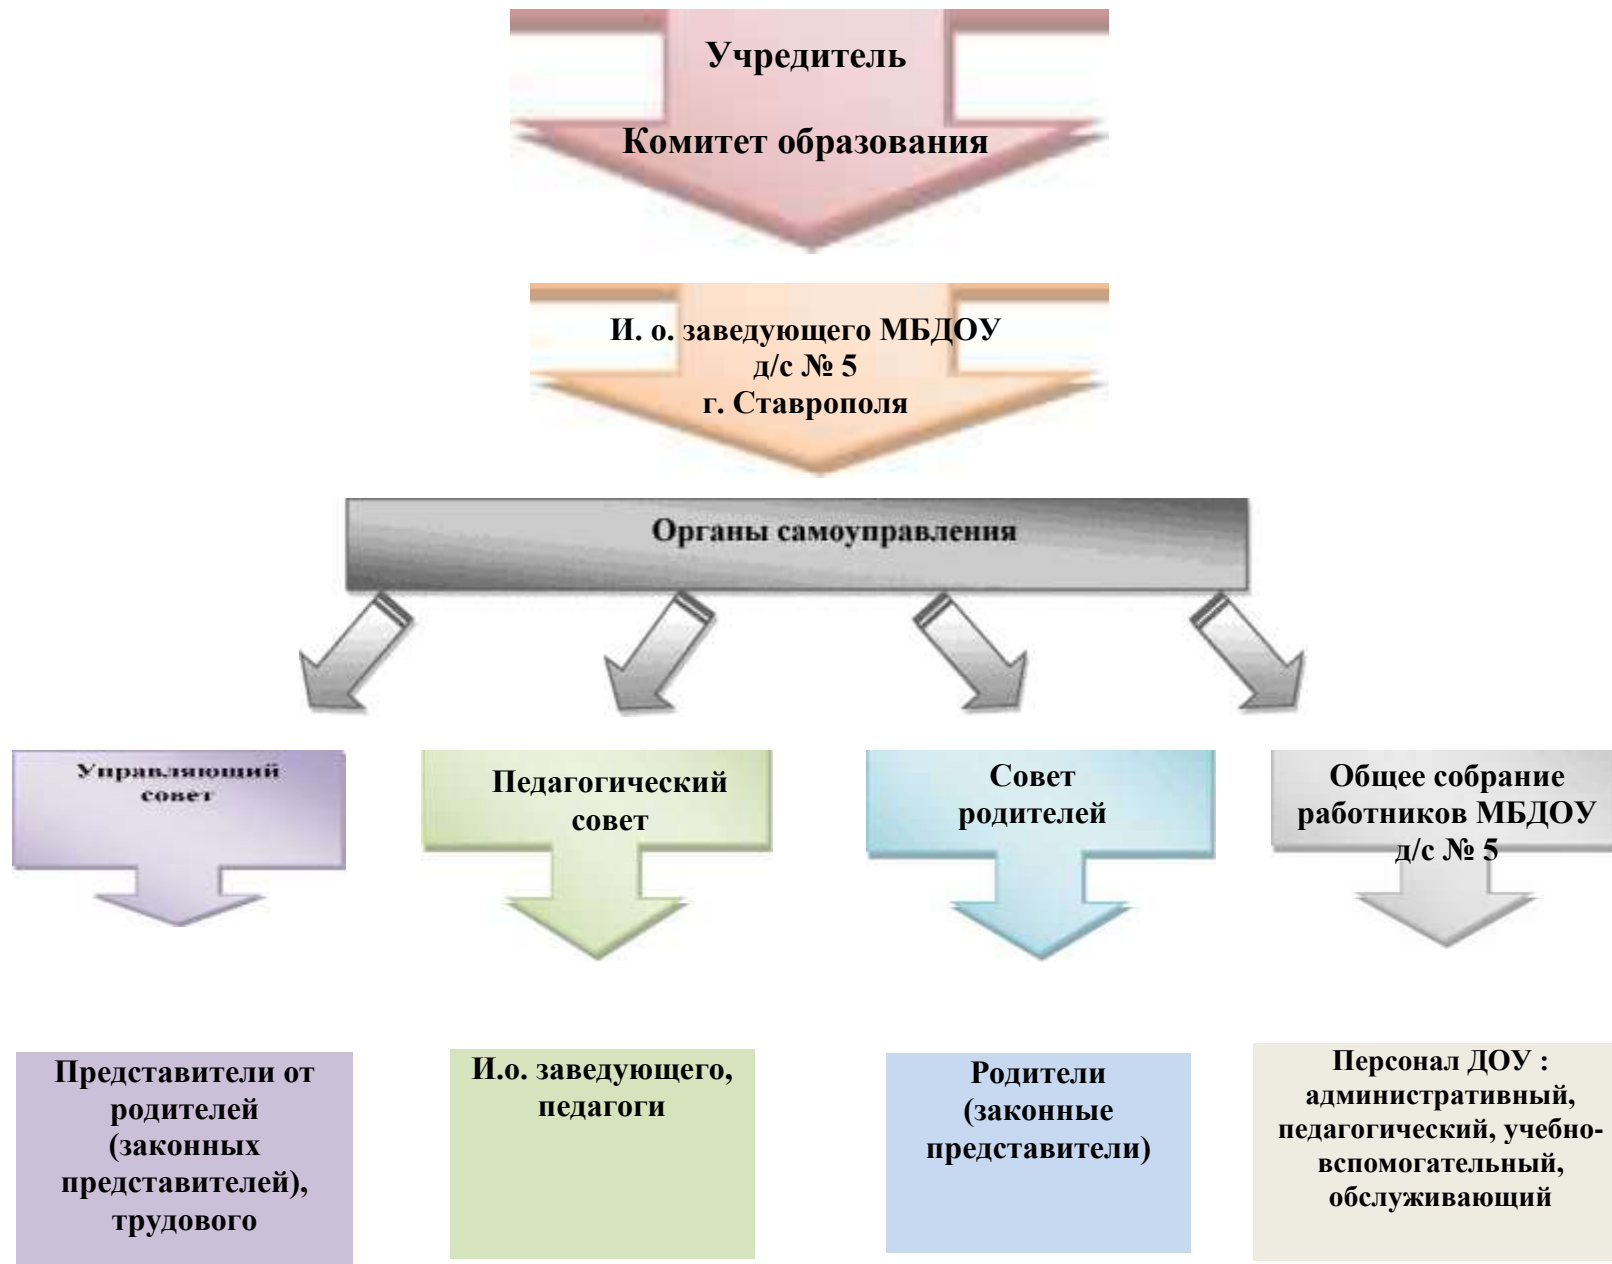 Учредитель
Комитет образования
И. о. заведующего МБДОУ
д/с № 5
г. Ставрополя
Органы самоуправления
Управляющий
совет
Педагогический
совет
Совет
родителей
Общее собрание
работников МБДОУ
д/с № 5
Представители от
родителей
(законных
представителей),
трудового
И.о. заведующего,
педагоги
Родители
(законные
представители)
Персонал ДОУ :
административный,
педагогический, учебно-
вспомогательный,
обслуживающий